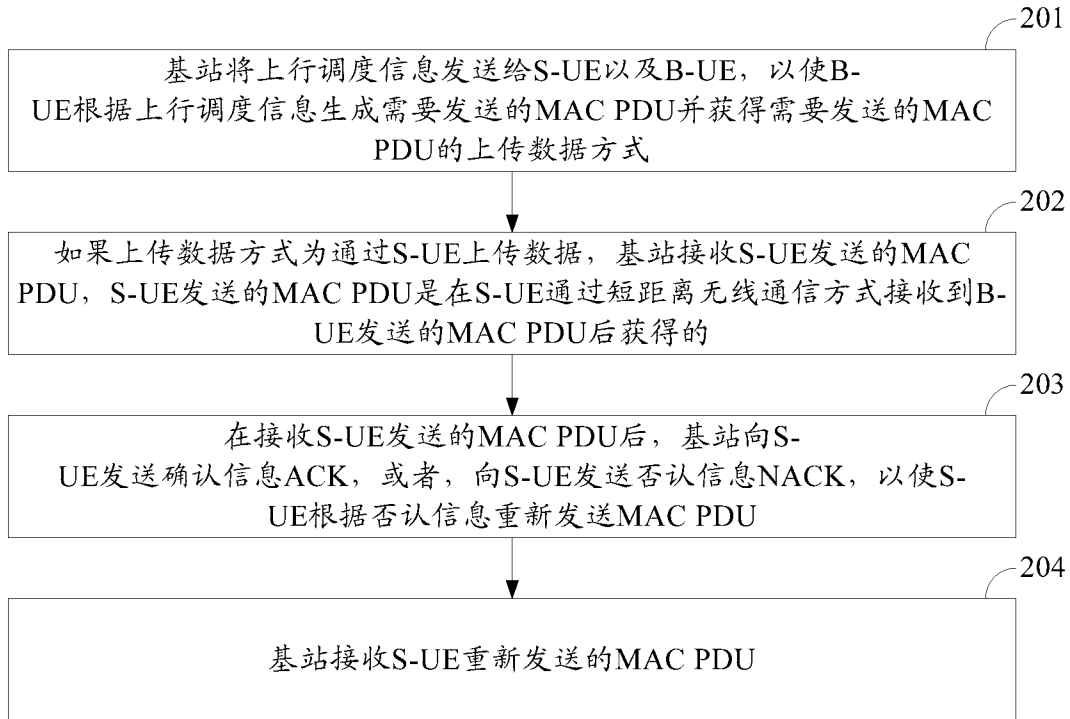 201
基站将上行调度信息发送给S-UE以及B-UE，以使B-
UE根据上行调度信息生成需要发送的MAC PDU并获得需要发送的MAC
PDU的上传数据方式
202
如果上传数据方式为通过S-UE上传数据，基站接收S-UE发送的MAC
PDU，S-UE发送的MAC PDU是在S-UE通过短距离无线通信方式接收到B-
UE发送的MAC PDU后获得的
203
在接收S-UE发送的MAC PDU后，基站向S-
UE发送确认信息ACK，或者，向S-UE发送否认信息NACK，以使S-
UE根据否认信息重新发送MAC PDU
204
基站接收S-UE重新发送的MAC PDU